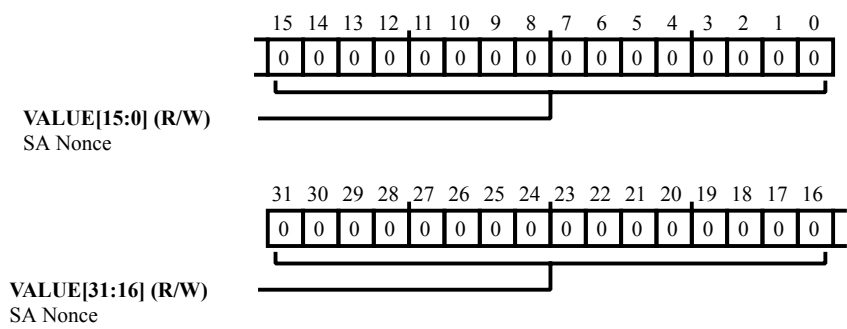 15 14 13 12 11 10 9 8 7 6 5 4 3 2 1 0
0 0 0 0 0 0 0 0 0 0 0 0 0 0 0 0
VALUE[15:0] (R/W)
SA Nonce
31 30 29 28 27 26 25 24 23 22 21 20 19 18 17 16
0 0 0 0 0 0 0 0 0 0 0 0 0 0 0 0
VALUE[31:16] (R/W)
SA Nonce